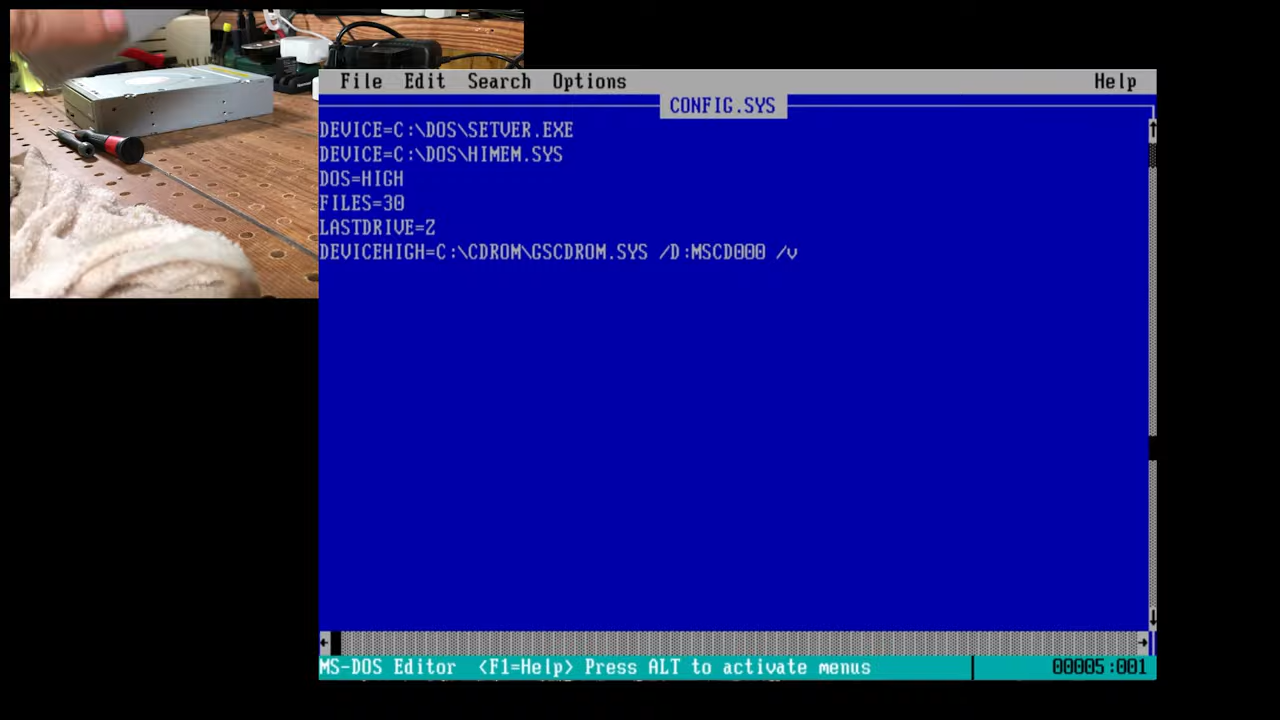 File Edit Search Options Help
CONFIG.SYS
DEVICE=C:\DOS\SETVER.EXE
DEVICE=C:\DOS\HIMEM.SYS
DOS=HIGH
FILES=30
LASTDRIVE=Z
DEVICEHIGH=C:\CDROM\GSCDROM.SYS /D:MSCD000 /v
MS-DOS Editor <F1=Help> Press ALT to activate menus 00005:001